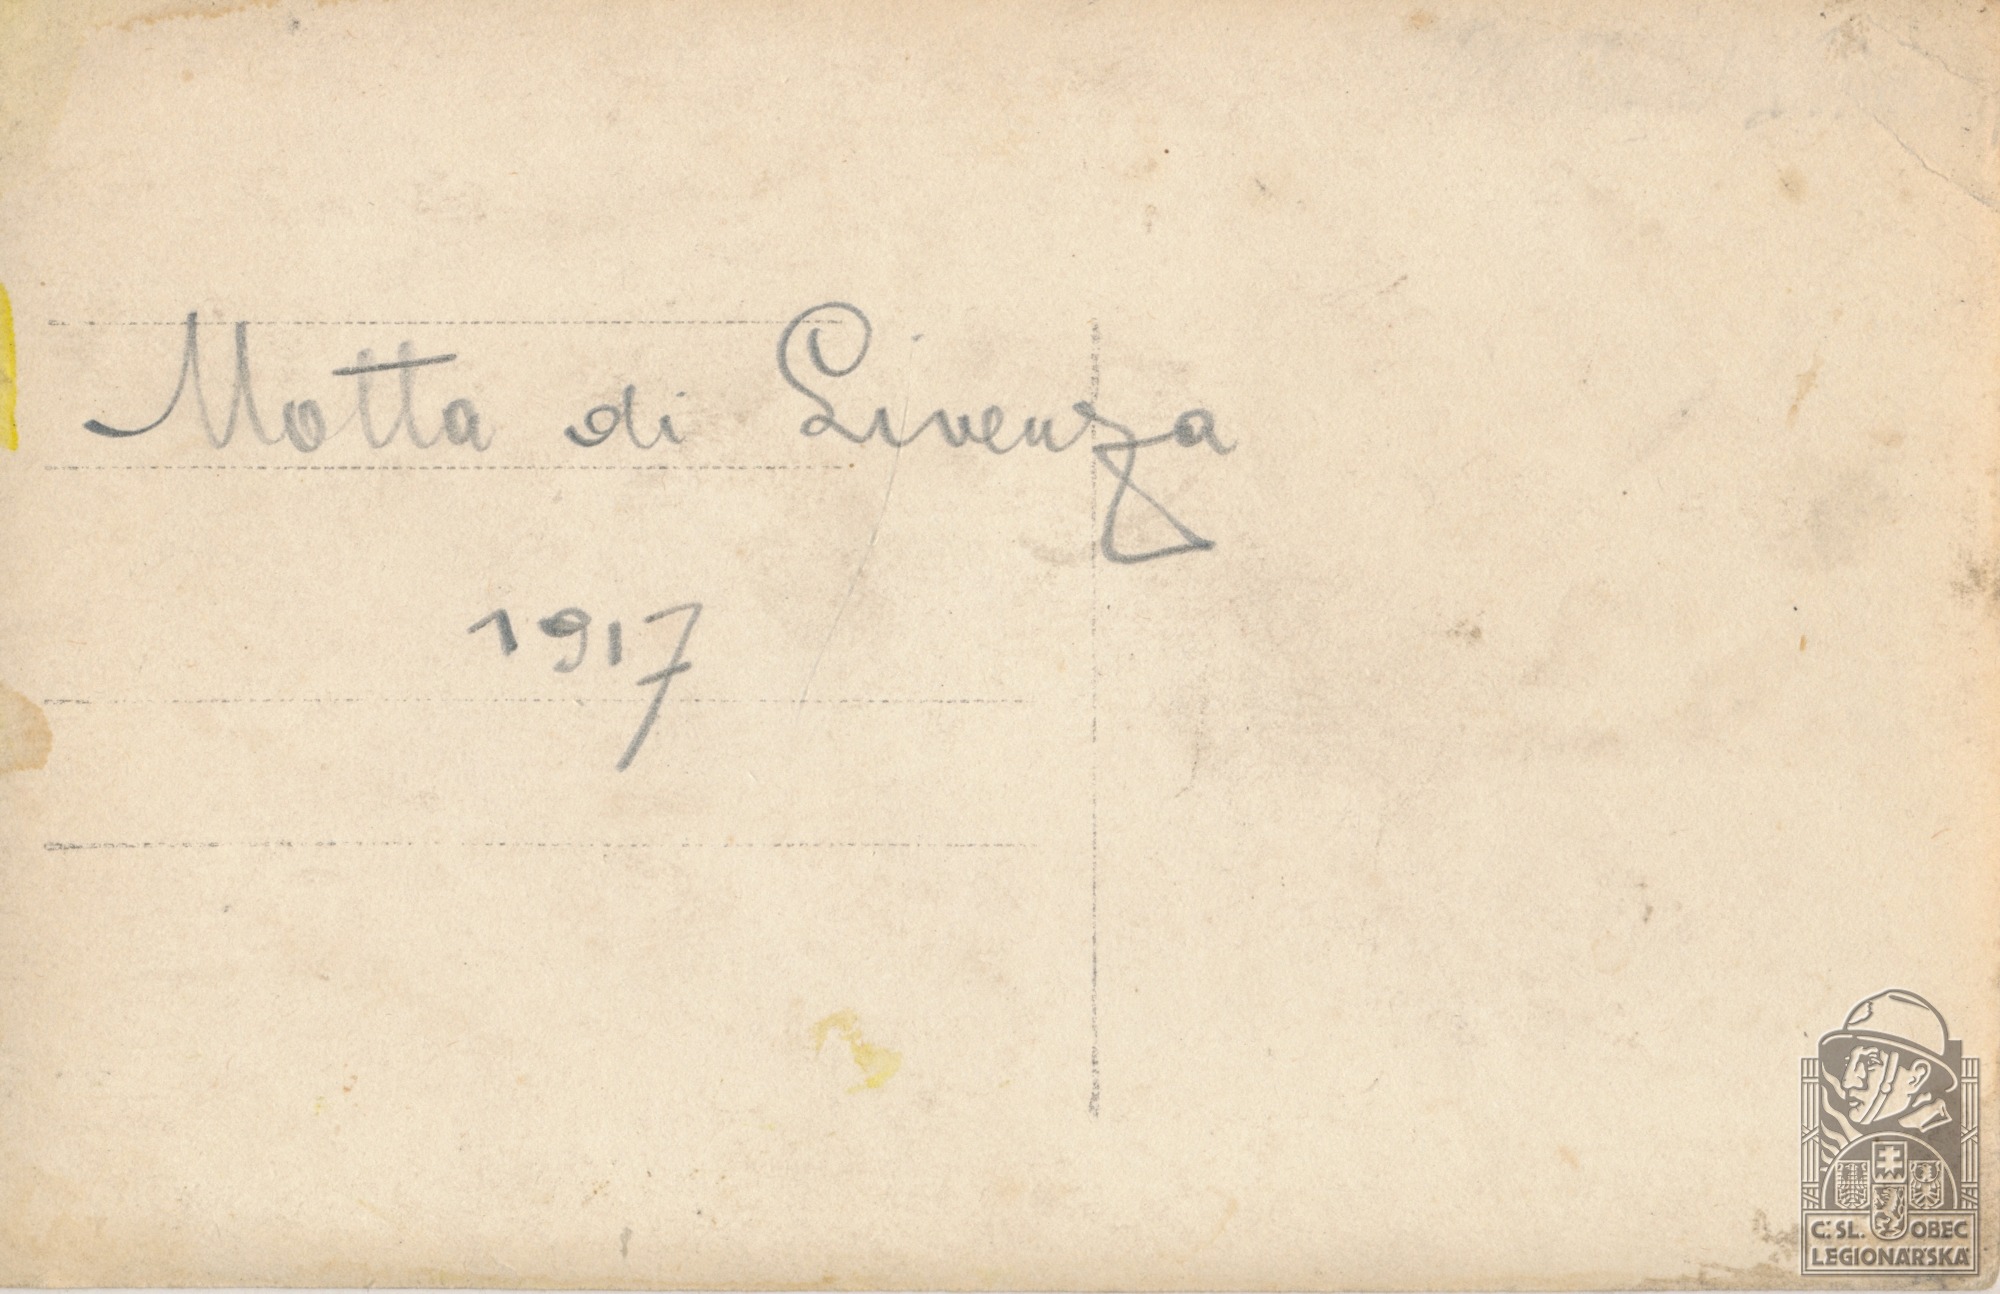 Motta di Livenza
1917
Č. SL. OBEC
LEGIONÁŘSKÁ